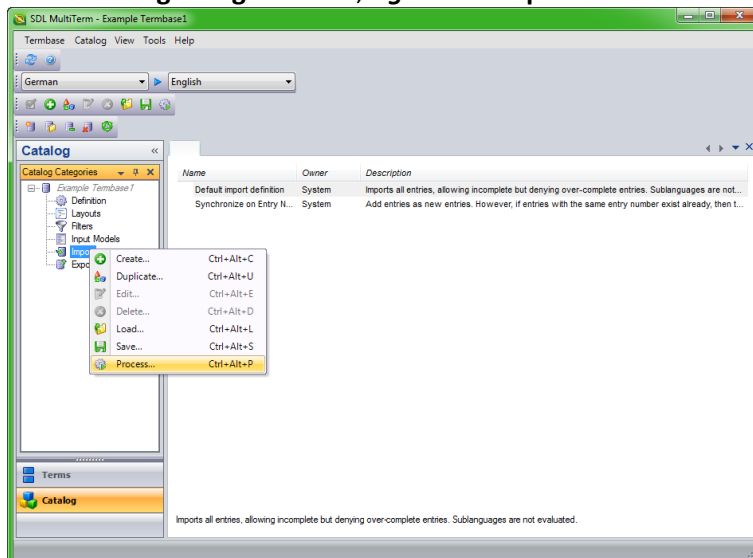 SDL MultiTerm - Example Termbase1
Termbase Catalog View Tools Help
German English
Catalog «
Catalog Categories
Example Termbase1
Definition
Layouts
Filters
Input Models
Name Owner Description
Default import definition System Imports all entries, allowing incomplete but denying over-complete entries. Sublanguages are not...
Synchronize on Entry N... System Add entries as new entries. However, if entries with the same entry number exist already, then t...
Create... Ctrl+Alt+C
Duplicate... Ctrl+Alt+U
Edit... Ctrl+Alt+E
Delete... Ctrl+Alt+D
Load... Ctrl+Alt+L
Save... Ctrl+Alt+S
Process... Ctrl+Alt+P
Terms
Catalog
Imports all entries, allowing incomplete but denying over-complete entries. Sublanguages are not evaluated.